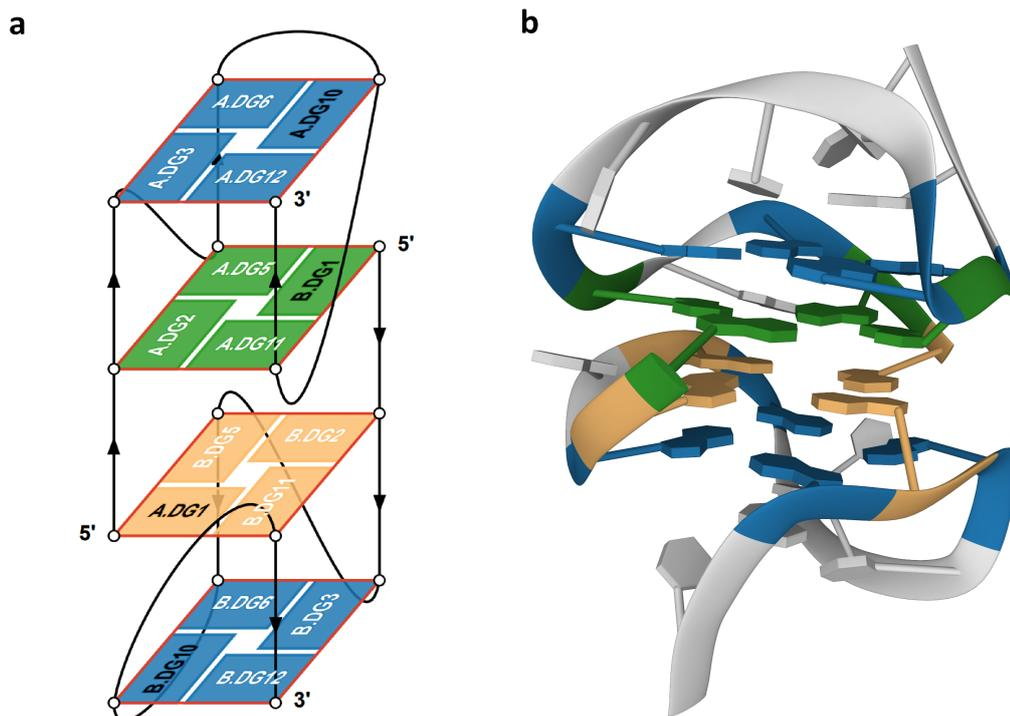 a
b
A.DG6
A.DG10
A.DG3
A.DG12
3'
5'
A.DG5
B.DG1
A.DG2
A.DG11
B.DG5
B.DG2
A.DG1
B.DG11
5'
B.DG6
B.DG3
B.DG10
B.DG12
3'